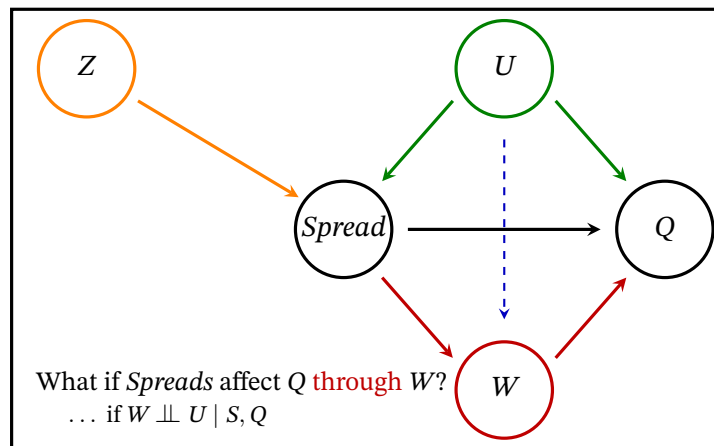 Z
U
Spread
Q
W
What if Spreads affect Q through W?
… if W ⫫ U | S, Q